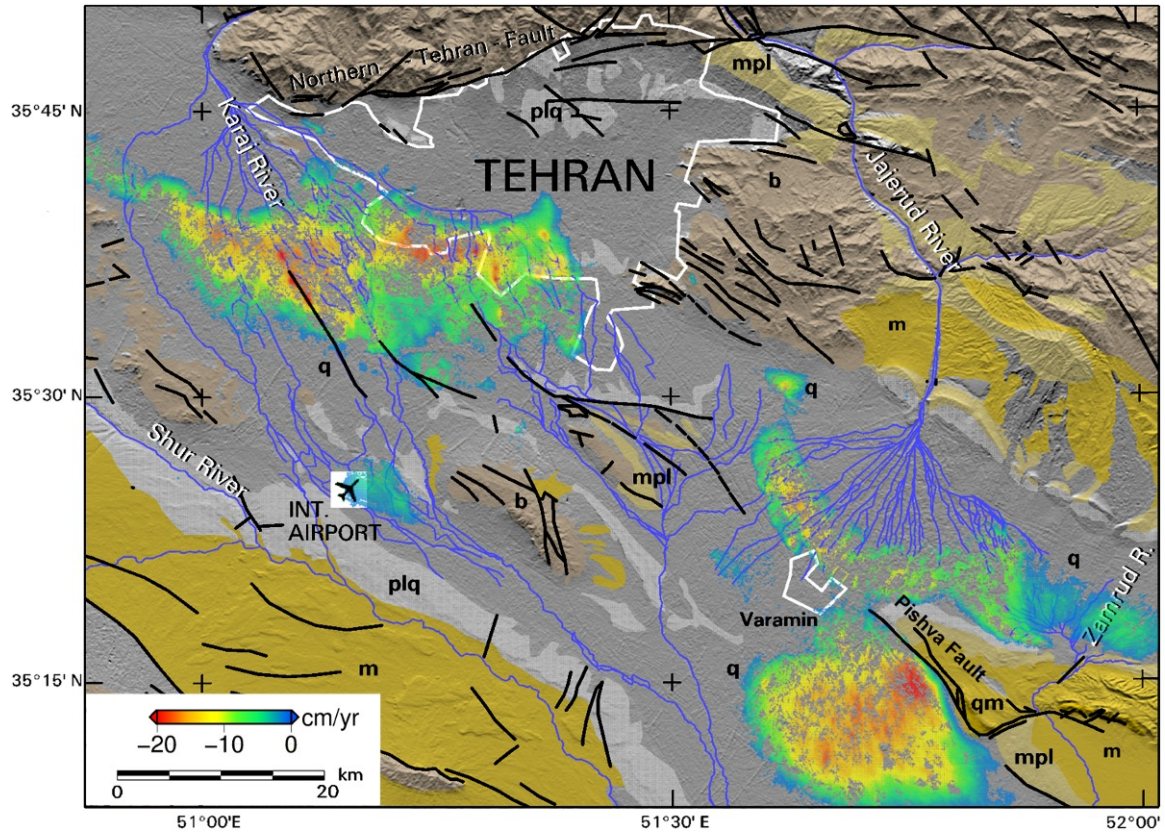 Northern - Tehran - Fault
mpl
35°45'
plq
Karaj River
TEHRAN
b
Jajerud River
m
q
q
35°30'
Shur River
mpl
b
INT.
AIRPORT
q
plq
Zamrud R.
Varamin
Pishva Fault
q
35°15'
m
qm
cm/yr
mpl
m
−20 −10 0
km
0 20
51°00'E 51°30' E 52°00'